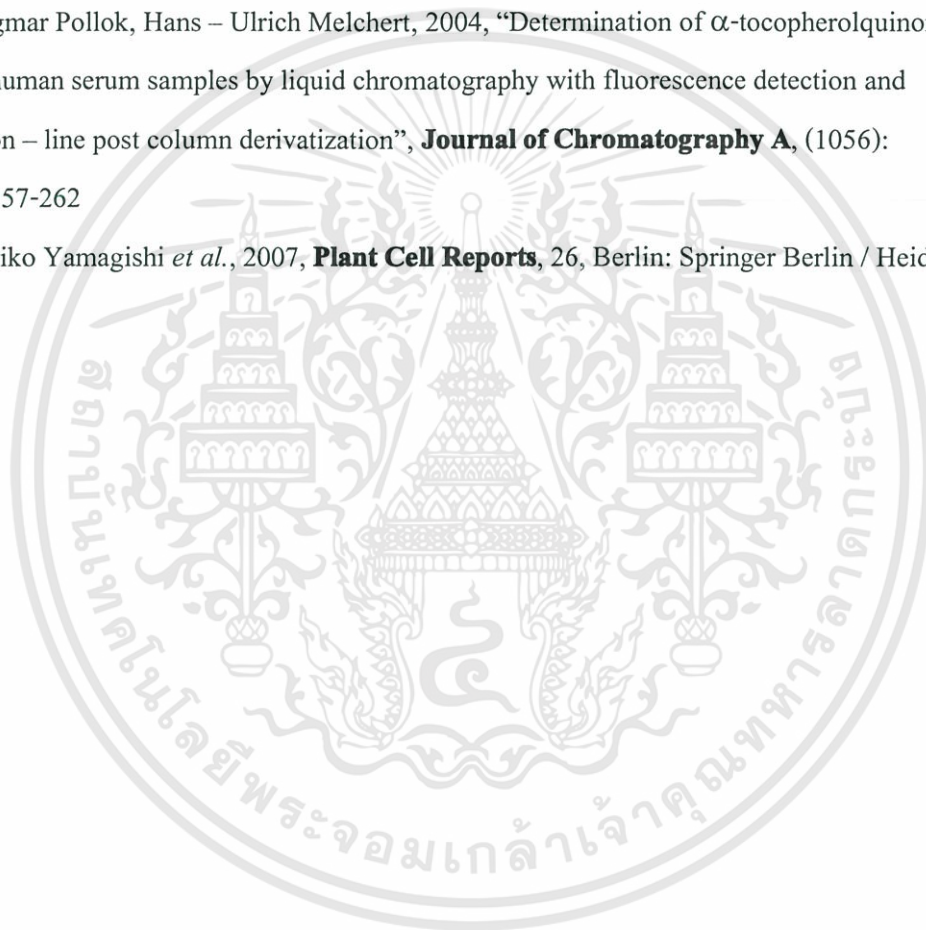 gmar Pollok, Hans – Ulrich Melchert, 2004, “Determination of α-tocopherolquinon
human serum samples by liquid chromatography with fluorescence detection and
on – line post column derivatization”, Journal of Chromatography A, (1056):
57-262
iko Yamagishi et al., 2007, Plant Cell Reports, 26, Berlin: Springer Berlin / Heid
สถาบันเทคโนโลยีพระจอมเกล้าเจ้าคุณทหารลาดกระบัง